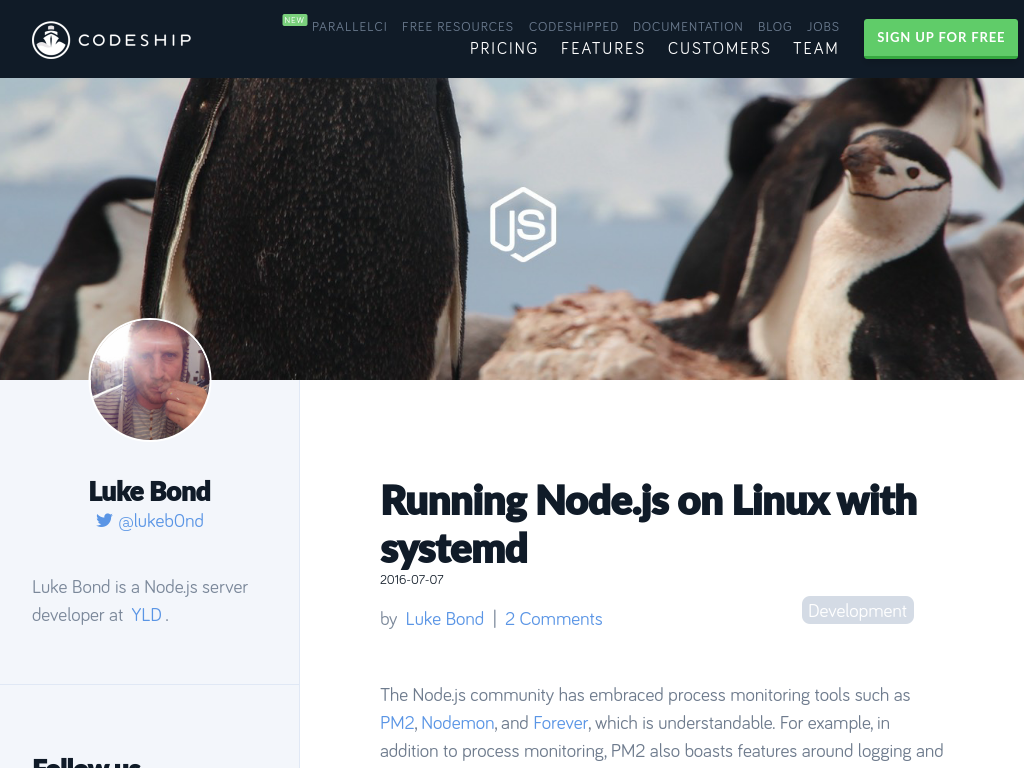 CODESHIP
NEW PARALLELCI FREE RESOURCES CODESHIPPED DOCUMENTATION BLOG JOBS
PRICING FEATURES CUSTOMERS TEAM
SIGN UP FOR FREE
JS
Luke Bond
@lukeb0nd
Luke Bond is a Node.js server
developer at YLD .
Follow us
Running Node.js on Linux with
systemd
2016-07-07
by Luke Bond | 2 Comments
Development
The Node.js community has embraced process monitoring tools such as
PM2, Nodemon, and Forever, which is understandable. For example, in
addition to process monitoring, PM2 also boasts features around logging and